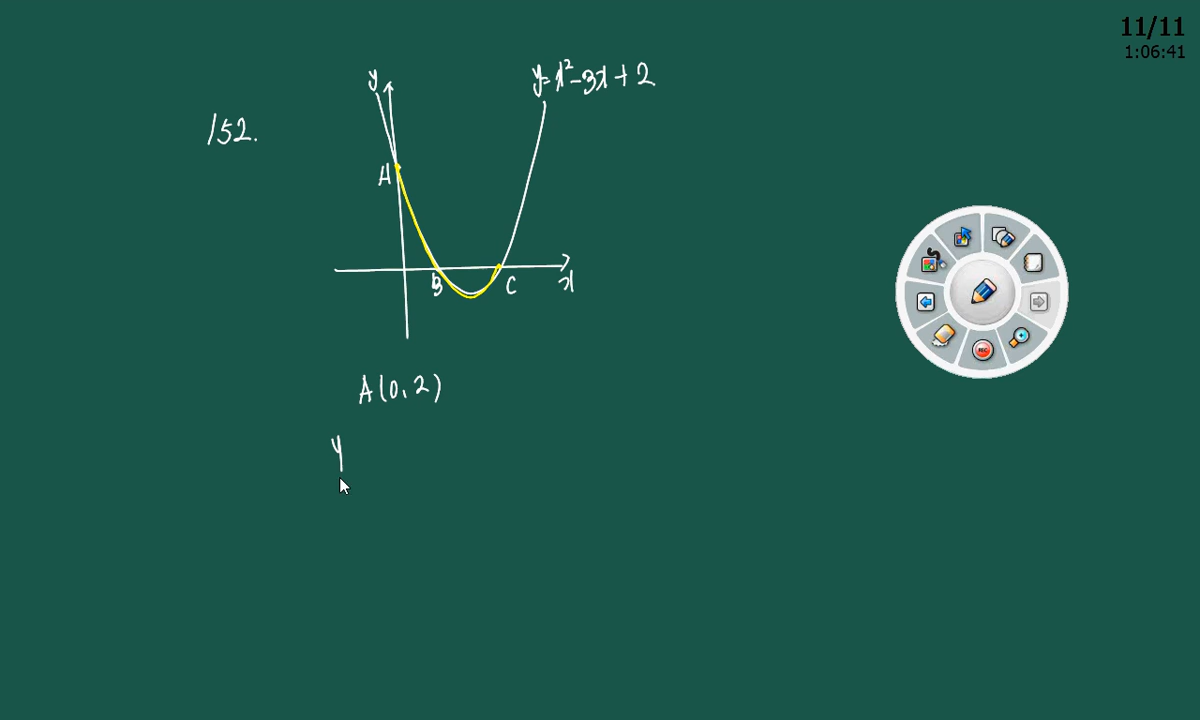 11/11
1:06:41
y
y=x²-3x+2
152.
A
B
C
x
A(0,2)
y